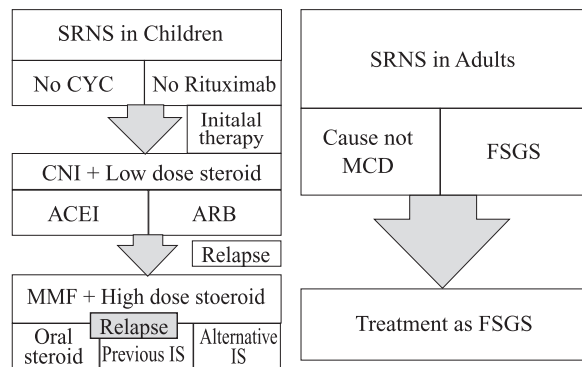 SRNS in Children
No CYC
No Rituximab
Initalal
therapy
CNI + Low dose steroid
ACEI
ARB
Relapse
MMF + High dose stoeroid
Relapse
Oral
steroid
Previous IS
Alternative
IS
SRNS in Adults
Cause not
MCD
FSGS
Treatment as FSGS